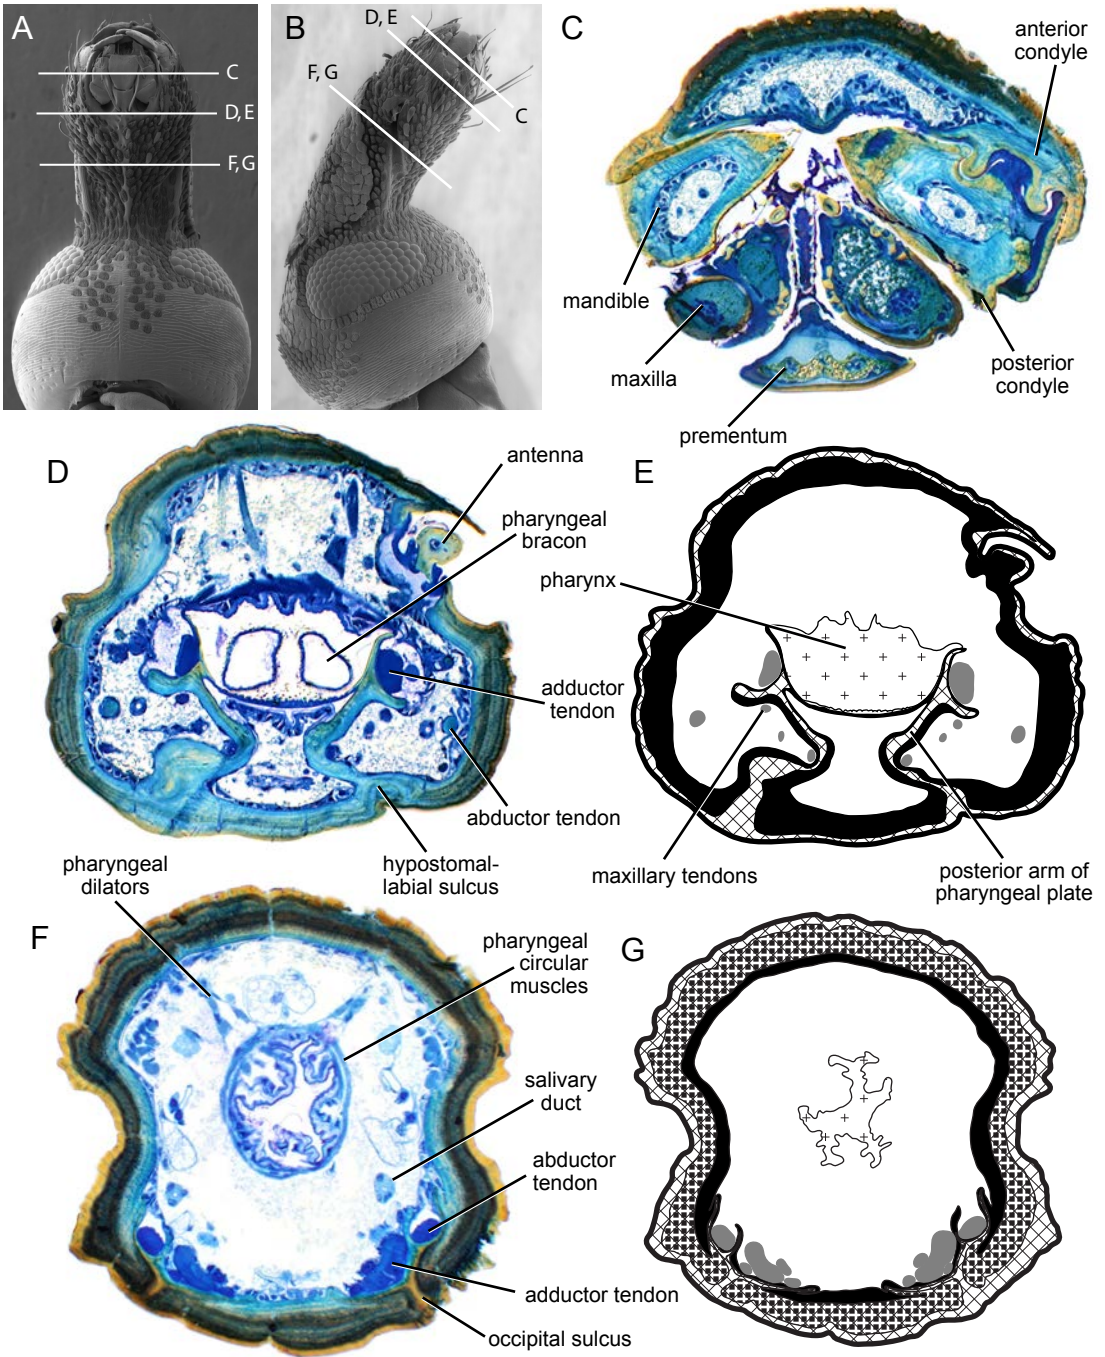 A
C
D, E
F, G
B
D, E
F, G
C
C
anterior
condyle
mandible
maxilla
posterior
condyle
prementum
D
antenna
pharyngeal
bracon
pharynx
adductor
tendon
abductor tendon
hypostomal-
labial sulcus
E
maxillary tendons
posterior arm of
pharyngeal plate
pharyngeal
dilators
F
pharyngeal
circular
muscles
salivary
duct
abductor
tendon
adductor tendon
occipital sulcus
G